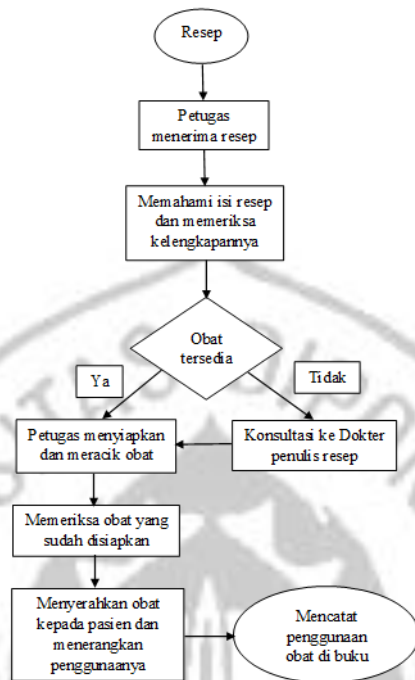 Resep
Petugas
menerima resep
Memahami isi resep
dan memeriksa
kelengkapannya
Obat
tersedia
Ya
Tidak
Petugas menyiapkan
dan meracik obat
Konsultasi ke Dokter
penulis resep
Memeriksa obat yang
sudah disiapkan
Menyerahkan obat
kepada pasien dan
menerangkan
penggunaanya
Mencatat
penggunaan
obat di buku